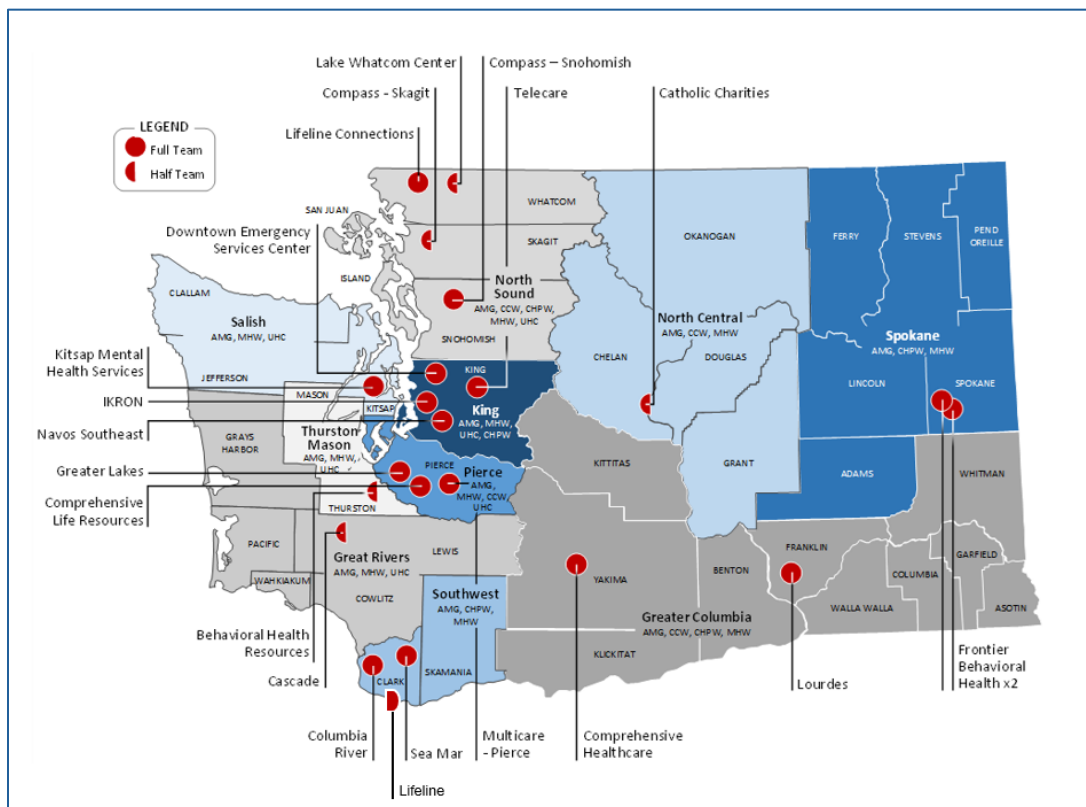 Lake Whatcom Center
Compass – Snohomish
Compass - Skagit
Telecare
Catholic Charities
Lifeline Connections
LEGEND
Full Team
Half Team
Downtown Emergency
Services Center
Kitsap Mental
Health Services
IKRON
Navos Southeast
Greater Lakes
Comprehensive
Life Resources
Behavioral Health
Resources
Cascade
Columbia
River
Sea Mar
Multicare
- Pierce
Lifeline
Comprehensive
Healthcare
Lourdes
Frontier
Behavioral
Health x2
SAN JUAN
WHATCOM
SKAGIT
ISLAND
North
Sound
AMG, CCW, CHPW,
MHW, UHC
SNOHOMISH
CLALLAM
Salish
AMG, MHW, UHC
JEFFERSON
KITSAP
MASON
Thurston
Mason
AMG, MHW,
UHC
THURSTON
KING
King
AMG, MHW,
UHC, CHPW
PIERCE
Pierce
AMG,
MHW, CCW,
UHC
GRAYS
HARBOR
PACIFIC
WAHKIAKUM
LEWIS
Great Rivers
AMG, MHW, UHC
COWLITZ
Southwest
AMG, CHPW,
MHW
CLARK
SKAMANIA
OKANOGAN
North Central
AMG, CCW, MHW
CHELAN
DOUGLAS
GRANT
FERRY
STEVENS
PEND
OREILLE
Spokane
AMG, CHPW, MHW
LINCOLN
SPOKANE
ADAMS
KITTITAS
YAKIMA
BENTON
FRANKLIN
WHITMAN
GARFIELD
COLUMBIA
WALLA WALLA
ASOTIN
Greater Columbia
AMG, CCW, CHPW, MHW
KLICKITAT